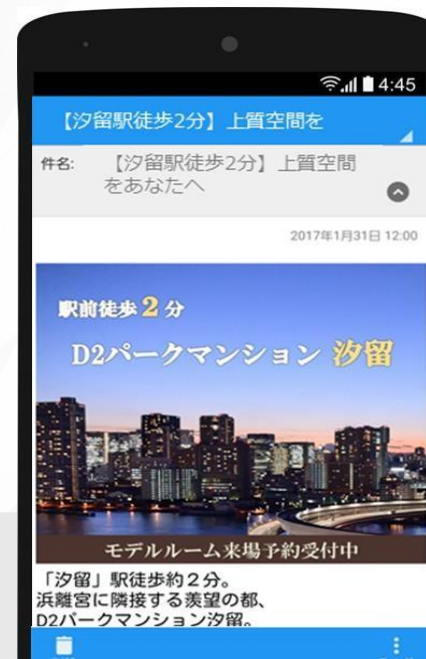 4:45
【汐留駅徒歩2分】上質空間を
件名:
【汐留駅徒歩2分】上質空間
をあなたへ
2017年1月31日 12:00
駅前徒歩 2 分
D2パークマンション 汐留
モデルルーム来場予約受付中
「汐留」駅徒歩約２分。
浜離宮に隣接する羨望の都、
D2パークマンション汐留。